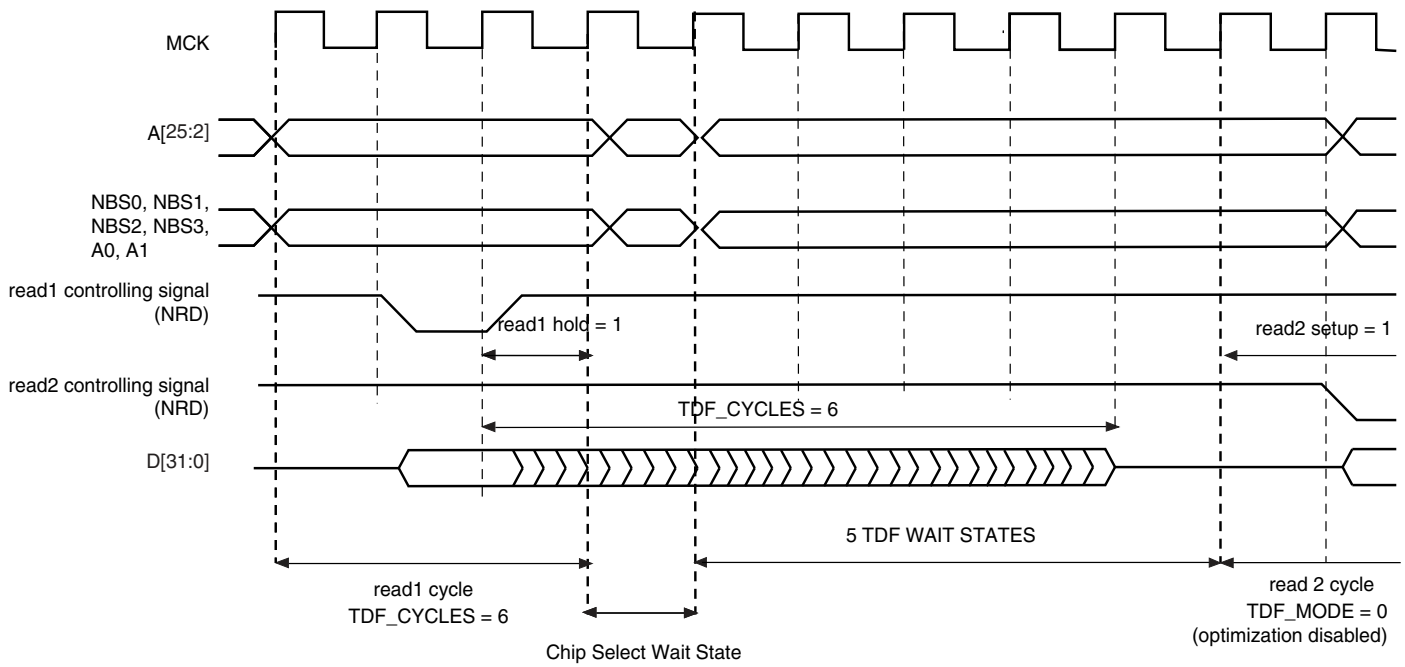 MCK
A[25:2]
NBS0, NBS1,
NBS2, NBS3,
A0, A1
read1 controlling signal
(NRD)
read1 hold = 1
read2 setup = 1
read2 controlling signal
(NRD)
TDF_CYCLES = 6
D[31:0]
5 TDF WAIT STATES
read1 cycle
TDF_CYCLES = 6
read 2 cycle
TDF_MODE = 0
(optimization disabled)
Chip Select Wait State